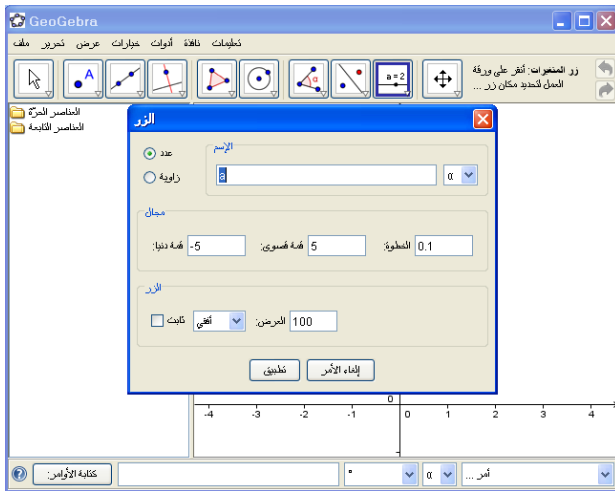 GeoGebra
ملف تحرير عرض خيارات أدوات نافذة تعليمات
A
a = 2
α
زر المتغيرات: أنقر على ورقة
العمل لتحديد مكان زر ...
العناصر الحرّة
العناصر التابعة
الزر
الإسم
عدد
زاوية
a
α
مجال
قمة دنيا: -5
قمة قصوى: 5
الخطوة: 0.1
الزر
ثابت
أفقي
العرض: 100
تطبيق
إلغاء الأمر
0
-4 -3 -2 -1 0 1 2 3 4
كتابة الأوامر:
°
α
أمر ...